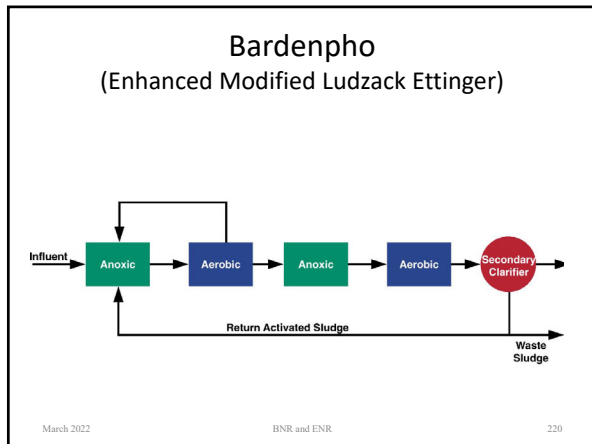 Bardenpho
(Enhanced Modified Ludzack Ettinger)
Influent
Anoxic
Aerobic
Anoxic
Aerobic
Secondary
Clarifier
Return Activated Sludge
Waste
Sludge
March 2022
BNR and ENR
220